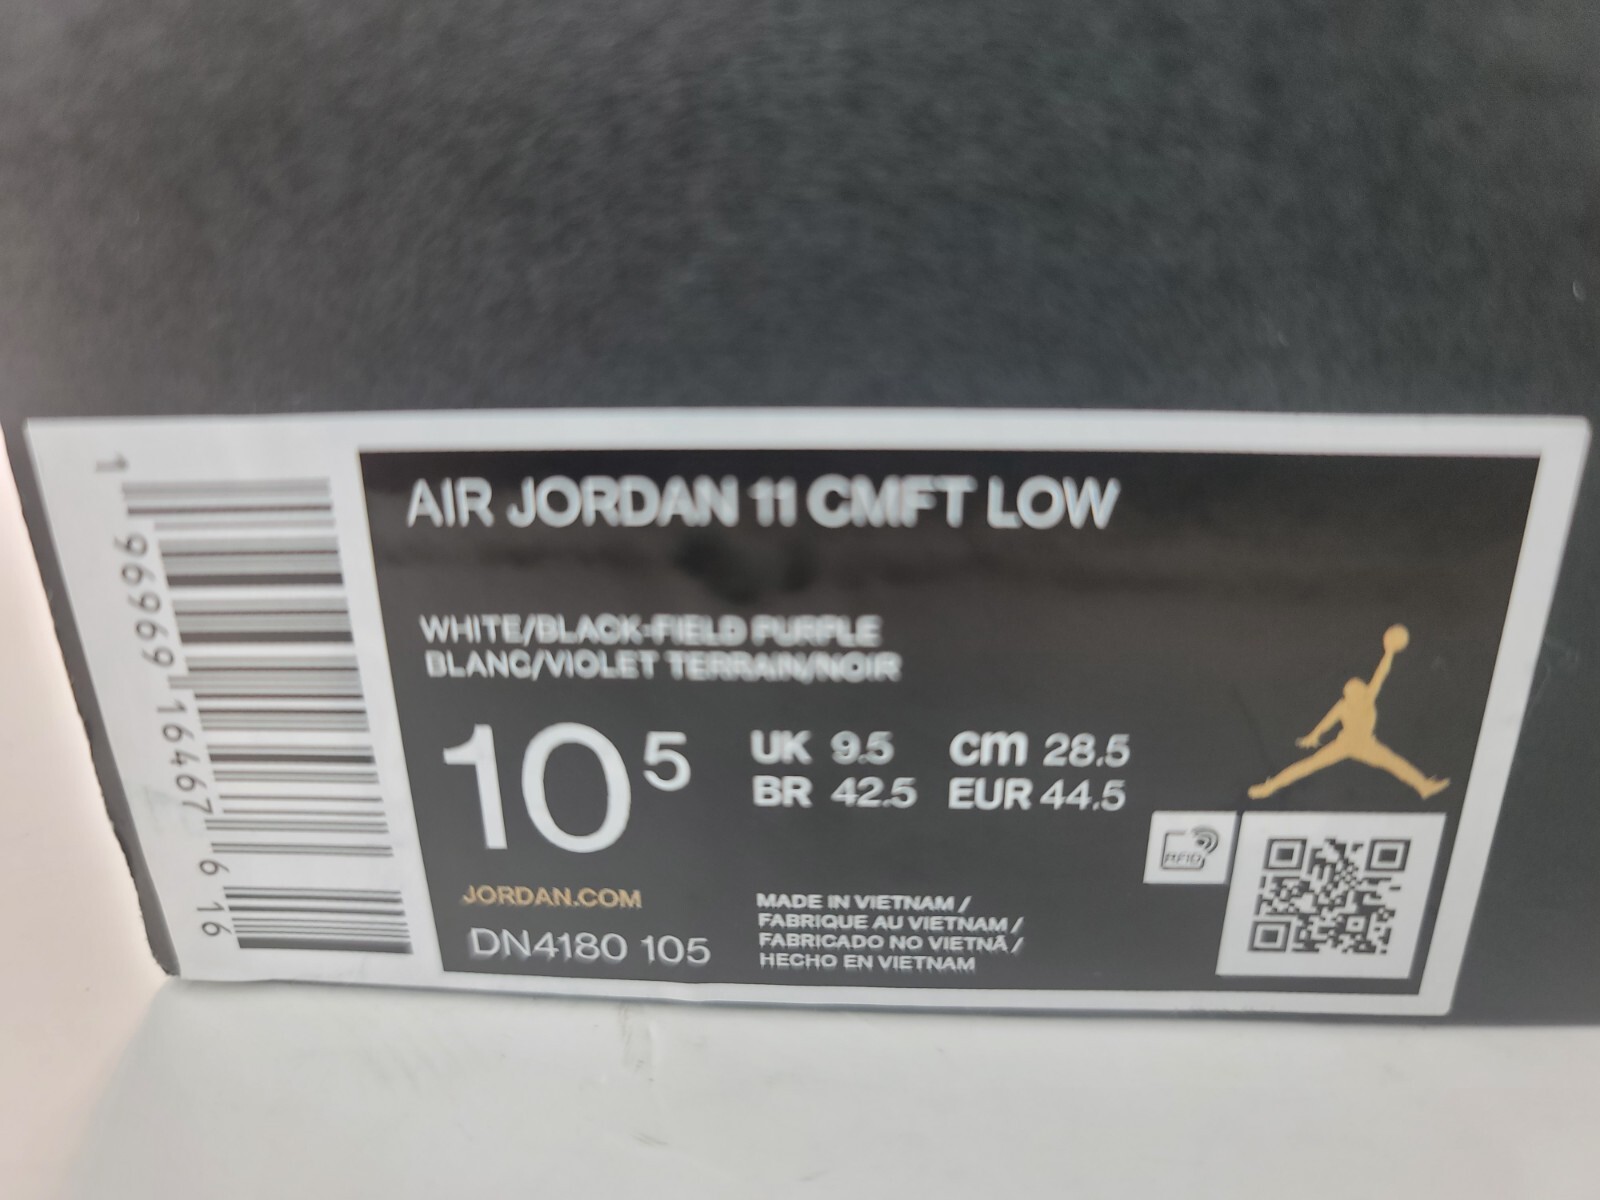 1 96969 16467 6 16
AIR JORDAN 11 CMFT LOW
WHITE/BLACK-FIELD PURPLE
BLANC/VIOLET TERRAIN/NOIR
10 5
UK 9.5 cm 28.5
BR 42.5 EUR 44.5
RFID
JORDAN.COM
DN4180 105
MADE IN VIETNAM /
FABRIQUE AU VIETNAM /
FABRICADO NO VIETNÃ /
HECHO EN VIETNAM